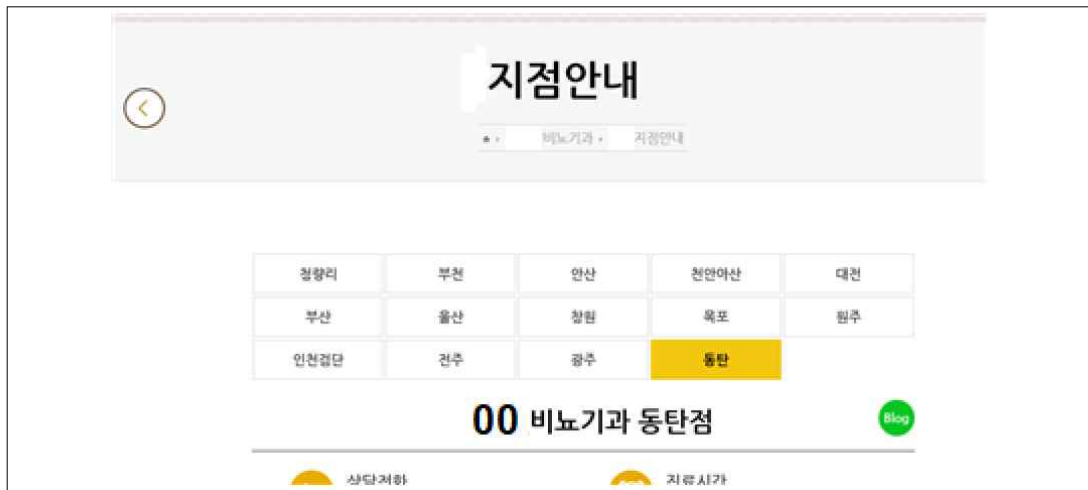 지점안내
비뇨기과 지점안내
청량리 부천 안산 천안아산 대전
부산 울산 창원 목포 원주
인천검단 전주 광주 동탄
00 비뇨기과 동탄점
Blog
상담전화 진료시간